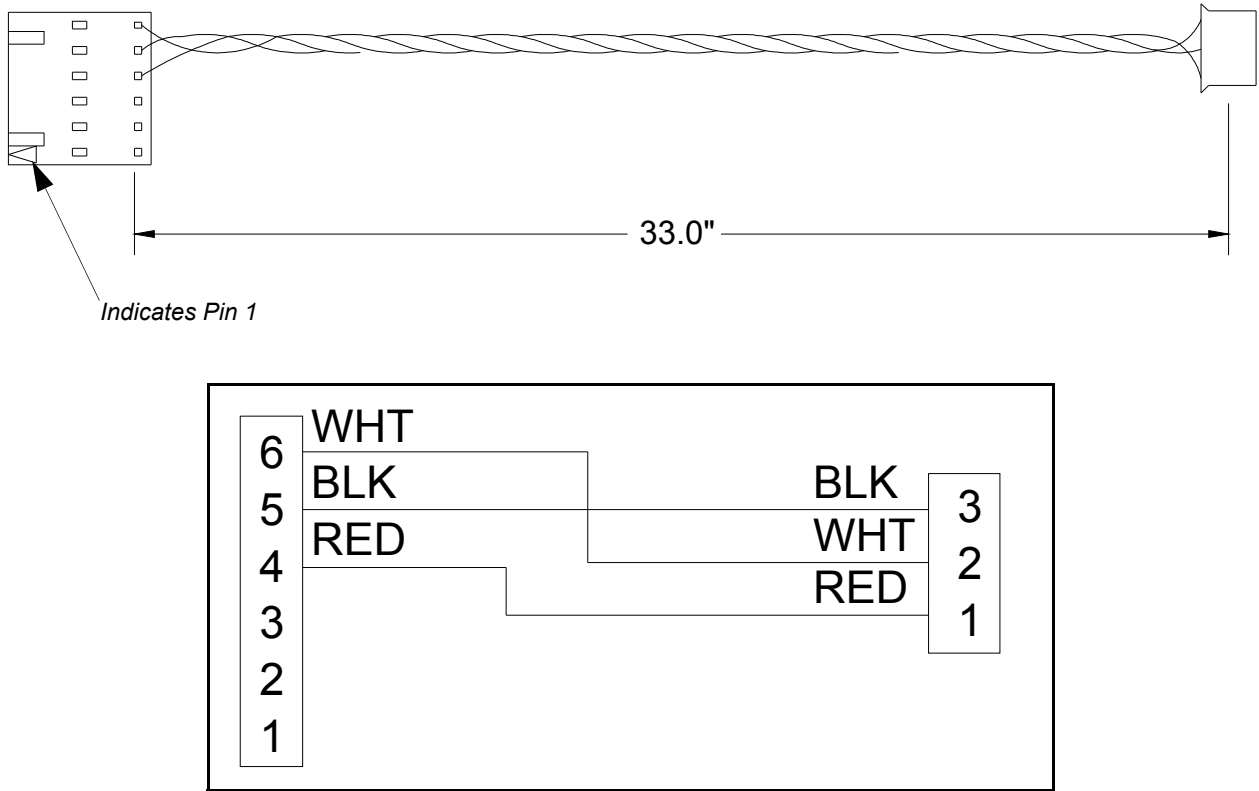 33.0"
Indicates Pin 1
6 WHT
5 BLK
4 RED
3
2
1
BLK 3
WHT 2
RED 1